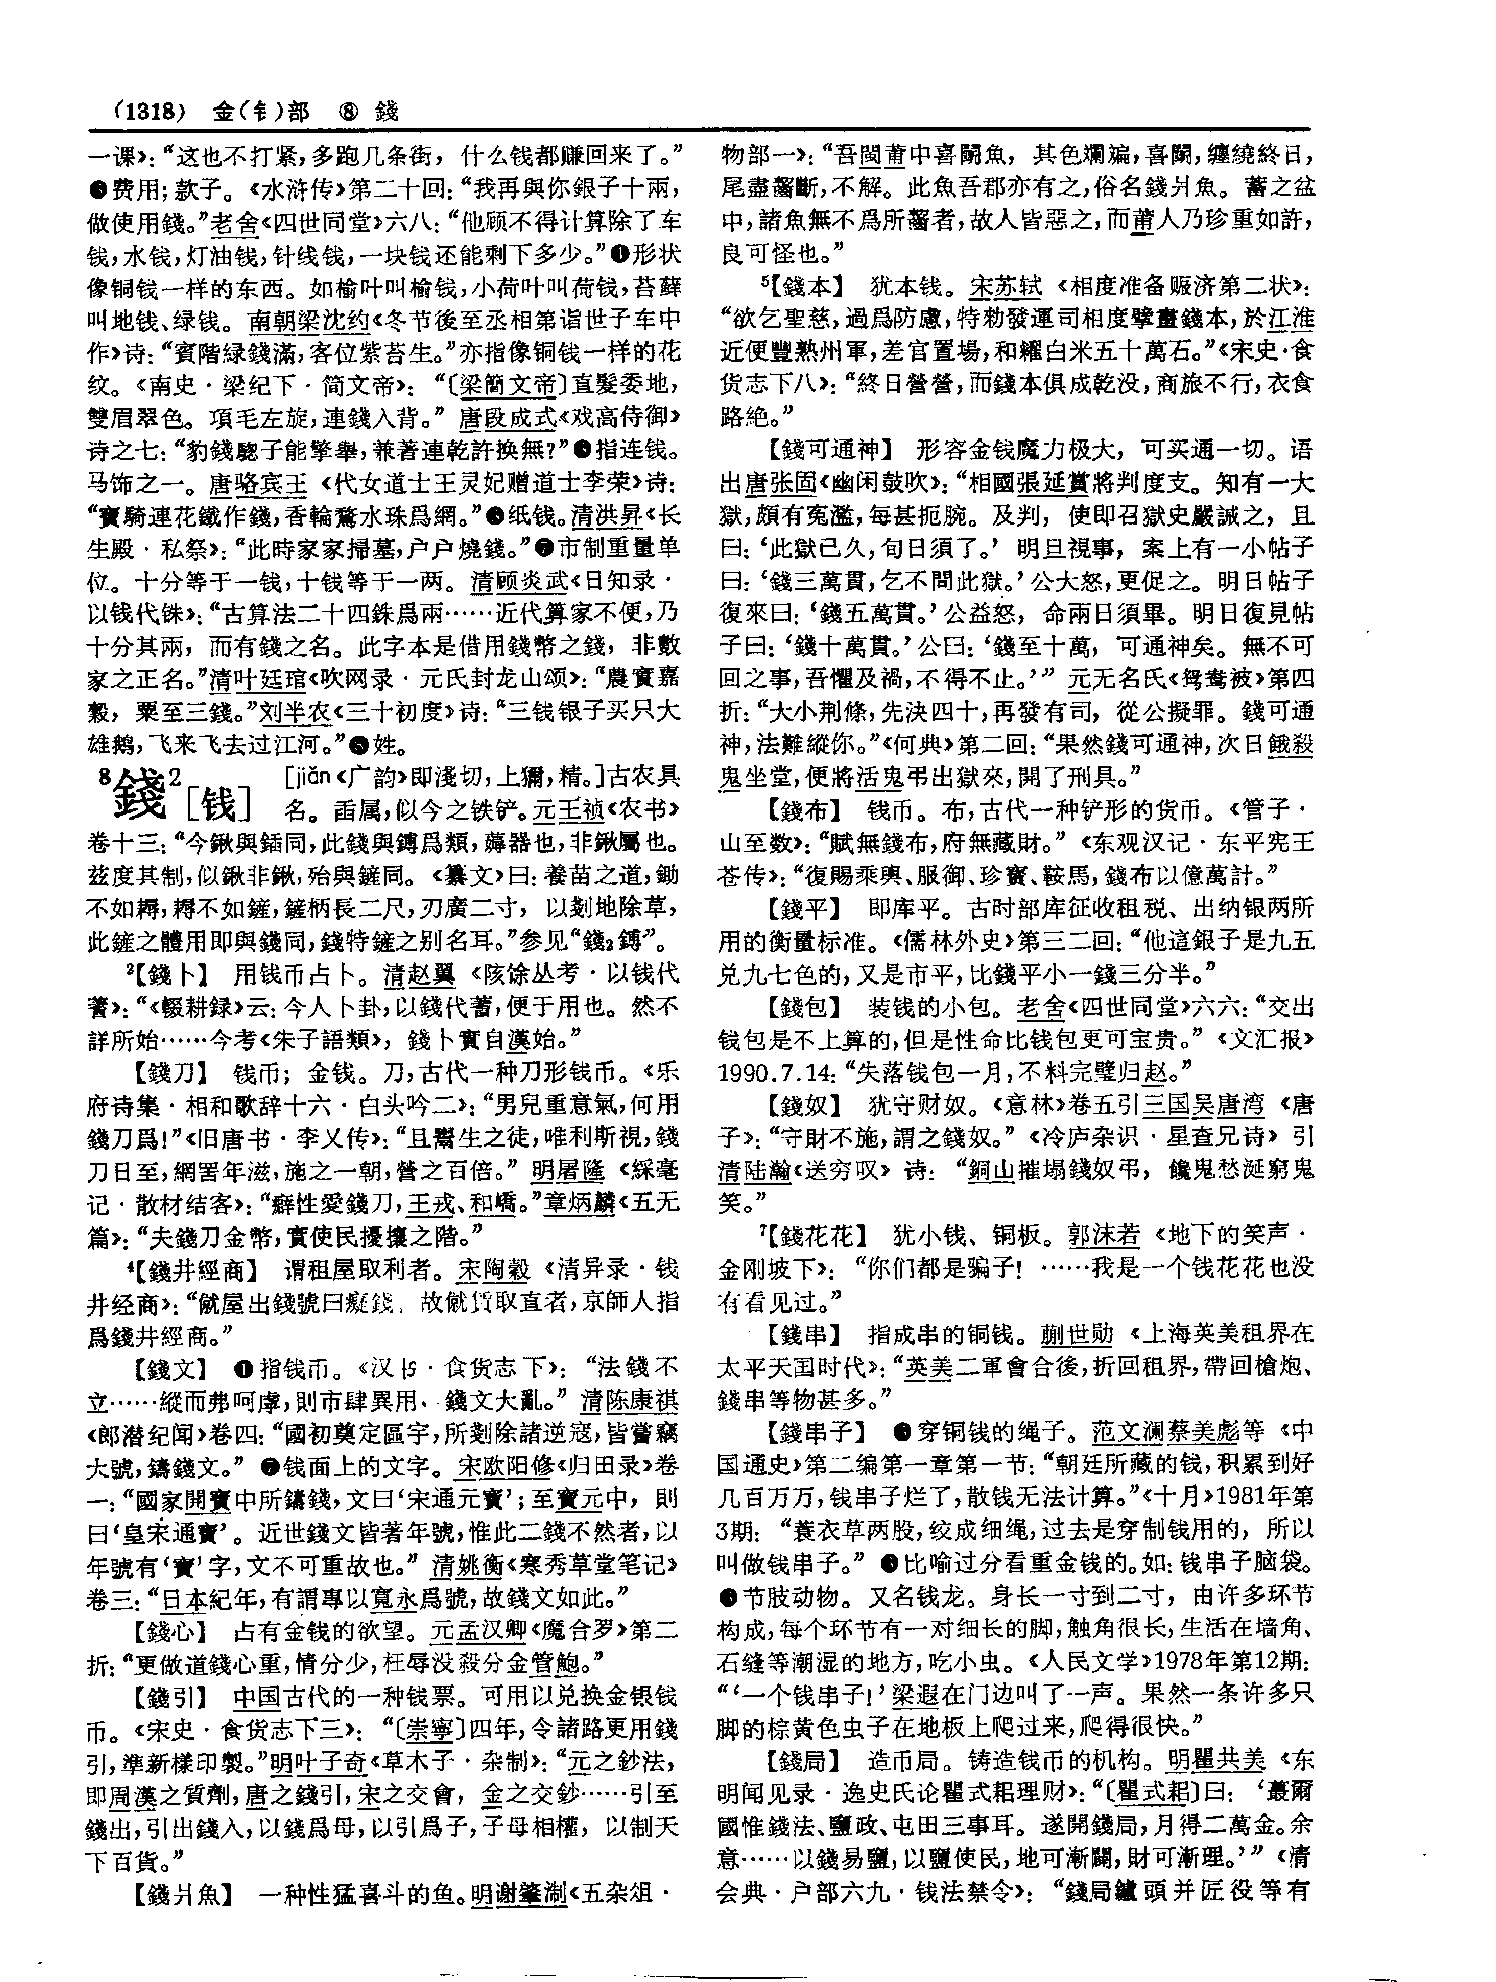 (1318) 金(钅)部 ⑧ 錢
一课》：“这也不打紧，多跑几条街，什么钱都赚回来了。”
费用；款子。《水浒传》第二十回：“我再與你銀子十兩，
做使用錢。”老舍《四世同堂》六八：“他顾不得计算除了车
钱，水钱，灯油钱，针线钱，一块钱还能剩下多少。”形状
像铜钱一样的东西。如榆叶叫榆钱，小荷叶叫荷钱，苔藓
叫地钱、绿钱。南朝梁沈约《冬节後至丞相第诣世子车中
作》诗：“賓階緑錢滿，客位紫苔生。”亦指像铜钱一样的花
纹。《南史·梁纪下·简文帝》：“〔梁簡文帝〕直髮委地，
雙眉翠色。項毛左旋，連錢入背。”唐段成式《戏高侍御》
诗之七：“豹錢驄子能擎舉，兼著連乾許换無？”指连钱。
马饰之一。唐骆宾王《代女道士王灵妃赠道士李荣》诗：
“寶騎連花鐵作錢，香輪鶩水珠爲網。”纸钱。清洪昇《长
生殿·私祭》：“此時家家掃墓，户户燒錢。”❼市制重量单
位。十分等于一钱，十钱等于一两。清顾炎武《日知录·
以钱代铢》：“古算法二十四銖爲兩……近代算家不便，乃
十分其兩，而有錢之名。此字本是借用錢幣之錢，非數
家之正名。”清叶廷琯《吹网录·元氏封龙山颂》：“農實嘉
穀，粟至三錢。”刘半农《三十初度》诗：“三钱银子买只大
雄鹅，飞来飞去过江河。”姓。
8錢2[钱] [jiǎn《广韵》即淺切，上獮，精。]古农具
名。臿属，似今之铁铲。元王祯《农书》
卷十三：“今鍬與鍤同，此錢與鎛爲類，薅器也，非鍬屬也。
兹度其制，似鍬非鍬，殆與鏟同。《纂文》曰：養苗之道，鋤
不如耨，耨不如鏟，鏟柄長二尺，刃廣二寸，以剗地除草，
此鏟之體用即與錢同，錢特鏟之别名耳。”参见“錢2鎛”。
2【錢卜】 用钱币占卜。清赵翼《陔馀丛考·以钱代
蓍》：“《輟耕録》云：今人卜卦，以錢代蓍，便于用也。然不
詳所始……今考《朱子語類》，錢卜實自漢始。”
【錢刀】 钱币；金钱。刀，古代一种刀形钱币。《乐
府诗集·相和歌辞十六·白头吟二》：“男兒重意氣，何用
錢刀爲！”《旧唐书·李乂传》：“且鬻生之徒，唯利斯視，錢
刀日至，網罟年滋，施之一朝，營之百倍。”明屠隆《綵毫
记·散材结客》：“癖性愛錢刀，王戎、和嶠。”章炳麟《五无
篇》：“夫錢刀金幣，實使民擾攘之階。”
4【錢井經商】 谓租屋取利者。宋陶穀《清异录·钱
井经商》：“僦屋出錢號曰癡錢，故僦賃取直者，京師人指
爲錢井經商。”
【錢文】 ❶指钱币。《汉书·食货志下》：“法錢不
立……縱而弗呵虖，則市肆異用，錢文大亂。”清陈康祺
《郎潜纪闻》卷四：“國初奠定區宇，所剗除諸逆寇，皆嘗竊
大號，鑄錢文。”❷钱面上的文字。宋欧阳修《归田录》卷
一：“國家開寶中所鑄錢，文曰‘宋通元寶’；至寶元中，則
曰‘皇宋通寶’。近世錢文皆著年號，惟此二錢不然者，以
年號有‘寶’字，文不可重故也。”清姚衡《寒秀草堂笔记》
卷三：“日本紀年，有謂專以寬永爲號，故錢文如此。”
【錢心】 占有金钱的欲望。元孟汉卿《魔合罗》第二
折：“更做道錢心重，情分少，枉辱没殺分金管鮑。”
【錢引】 中国古代的一种钱票。可用以兑换金银钱
币。《宋史·食货志下三》：“〔崇寧〕四年，令諸路更用錢
引，準新樣印製。”明叶子奇《草木子·杂制》：“元之鈔法，
即周漢之質劑，唐之錢引，宋之交會，金之交鈔……引至
錢出，引出錢入，以錢爲母，以引爲子，子母相權，以制天
下百貨。”
【錢爿魚】 一种性猛喜斗的鱼。明谢肇淛《五杂俎·
物部一》：“吾閩莆中喜鬭魚，其色斕斒，喜鬭，纏繞終日，
尾盡齧斷，不解。此魚吾郡亦有之，俗名錢爿魚。蓄之盆
中，諸魚無不爲所齧者，故人皆惡之，而莆人乃珍重如許，
良可怪也。”
5【錢本】 犹本钱。宋苏轼《相度准备赈济第二状》：
“欲乞聖慈，過爲防慮，特勑發運司相度擘畫錢本，於江淮
近便豐熟州軍，差官置場，和糴白米五十萬石。”《宋史·食
货志下八》：“終日營營，而錢本俱成乾没，商旅不行，衣食
路絶。”
【錢可通神】 形容金钱魔力极大，可买通一切。语
出唐张固《幽闲鼓吹》：“相國張延賞將判度支。知有一大
獄，頗有冤濫，每甚扼腕。及判，使即召獄史嚴誡之，且
曰：‘此獄已久，旬日須了。’明旦視事，案上有一小帖子
曰：‘錢三萬貫，乞不問此獄。’公大怒，更促之。明日帖子
復來曰：‘錢五萬貫。’公益怒，命兩日須畢。明日復見帖
子曰：‘錢十萬貫。’公曰：‘錢至十萬，可通神矣。無不可
回之事，吾懼及禍，不得不止。’”元无名氏《鸳鸯被》第四
折：“大小荆條，先決四十，再發有司，從公擬罪。錢可通
神，法難縱你。”《何典》第二回：“果然錢可通神，次日餓殺
鬼坐堂，便將活鬼弔出獄來，開了刑具。”
【錢布】 钱币。布，古代一种铲形的货币。《管子·
山至数》：“賦無錢布，府無藏財。”《东观汉记·东平宪王
苍传》：“復賜乘輿、服御、珍寶、鞍馬，錢布以億萬計。”
【錢平】 即库平。古时部库征收租税、出纳银两所
用的衡量标准。《儒林外史》第三二回：“他這銀子是九五
兑九七色的，又是市平，比錢平小一錢三分半。”
【錢包】 装钱的小包。老舍《四世同堂》六六：“交出
钱包是不上算的，但是性命比钱包更可宝贵。”《文汇报》
1990.7.14：“失落钱包一月，不料完璧归赵。”
【錢奴】 犹守财奴。《意林》卷五引三国吴唐湾《唐
子》：“守財不施，謂之錢奴。”《冷庐杂识·星查兄诗》引
清陆瀚《送穷叹》诗：“銅山摧塌錢奴弔，饞鬼愁涎窮鬼
笑。”
7【錢花花】 犹小钱、铜板。郭沫若《地下的笑声·
金刚坡下》：“你们都是骗子！……我是一个钱花花也没
有看见过。”
【錢串】 指成串的铜钱。蒯世勋《上海英美租界在
太平天国时代》：“英美二軍會合後，折回租界，帶回槍炮、
錢串等物甚多。”
【錢串子】 ❶穿铜钱的绳子。范文澜蔡美彪等《中
国通史》第二编第一章第一节：“朝廷所藏的钱，积累到好
几百万万，钱串子烂了，散钱无法计算。”《十月》1981年第
3期：“蓑衣草两股，绞成细绳，过去是穿制钱用的，所以
叫做钱串子。”❷比喻过分看重金钱的。如：钱串子脑袋。
❸节肢动物。又名钱龙。身长一寸到二寸，由许多环节
构成，每个环节有一对细长的脚，触角很长，生活在墙角、
石缝等潮湿的地方，吃小虫。《人民文学》1978年第12期：
“‘一个钱串子！’梁遐在门边叫了一声。果然一条许多只
脚的棕黄色虫子在地板上爬过来，爬得很快。”
【錢局】 造币局。铸造钱币的机构。明瞿共美《东
明闻见录·逸史氏论瞿式耜理财》：“〔瞿式耜〕曰：‘蕞爾
國惟錢法、鹽政、屯田三事耳。遂開錢局，月得二萬金。余
意……以錢易鹽，以鹽使民，地可漸闢，財可漸理。’”《清
会典·户部六九·钱法禁令》：“錢局鑪頭并匠役等有